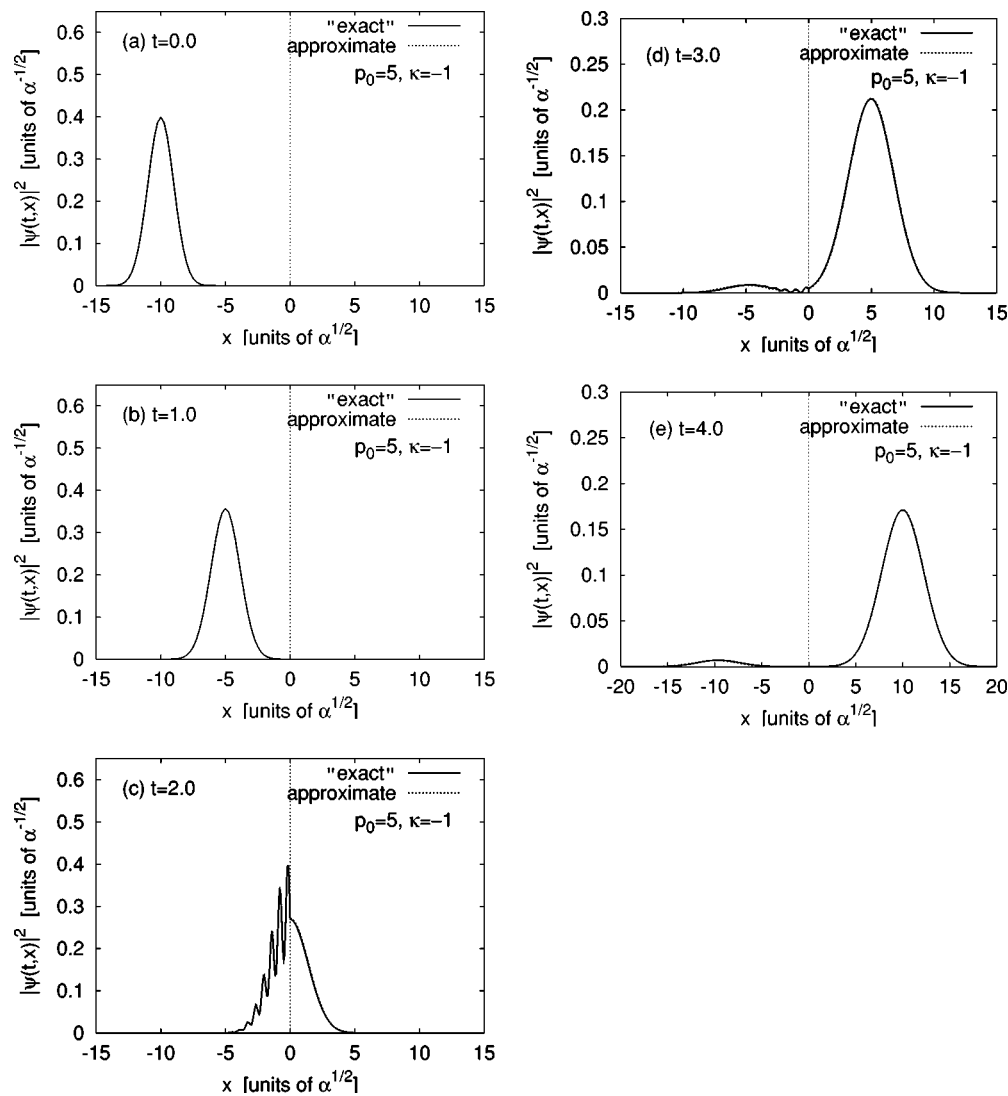 (a) t=0.0
"exact"
approximate
p₀=5, κ=−1
|ψ(t,x)|² [units of α⁻¹/²]
0.6
0.5
0.4
0.3
0.2
0.1
0
-15 -10 -5 0 5 10 15
x [units of α¹/²]
(b) t=1.0
"exact"
approximate
p₀=5, κ=−1
|ψ(t,x)|² [units of α⁻¹/²]
0.6
0.5
0.4
0.3
0.2
0.1
0
-15 -10 -5 0 5 10 15
x [units of α¹/²]
(c) t=2.0
"exact"
approximate
p₀=5, κ=−1
|ψ(t,x)|² [units of α⁻¹/²]
0.6
0.5
0.4
0.3
0.2
0.1
0
-15 -10 -5 0 5 10 15
x [units of α¹/²]
(d) t=3.0
"exact"
approximate
p₀=5, κ=−1
|ψ(t,x)|² [units of α⁻¹/²]
0.3
0.25
0.2
0.15
0.1
0.05
0
-15 -10 -5 0 5 10 15
x [units of α¹/²]
(e) t=4.0
"exact"
approximate
p₀=5, κ=−1
|ψ(t,x)|² [units of α⁻¹/²]
0.3
0.25
0.2
0.15
0.1
0.05
0
-20 -15 -10 -5 0 5 10 15 20
x [units of α¹/²]